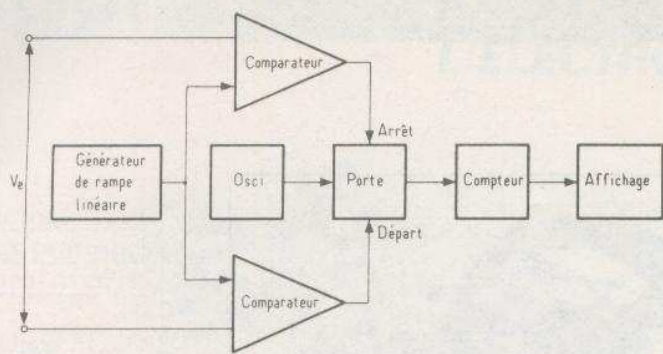 Comparateur
Arrêt
Générateur
de rampe
linéaire
Osci
Porte
Compteur
Affichage
Ve
Départ
Comparateur